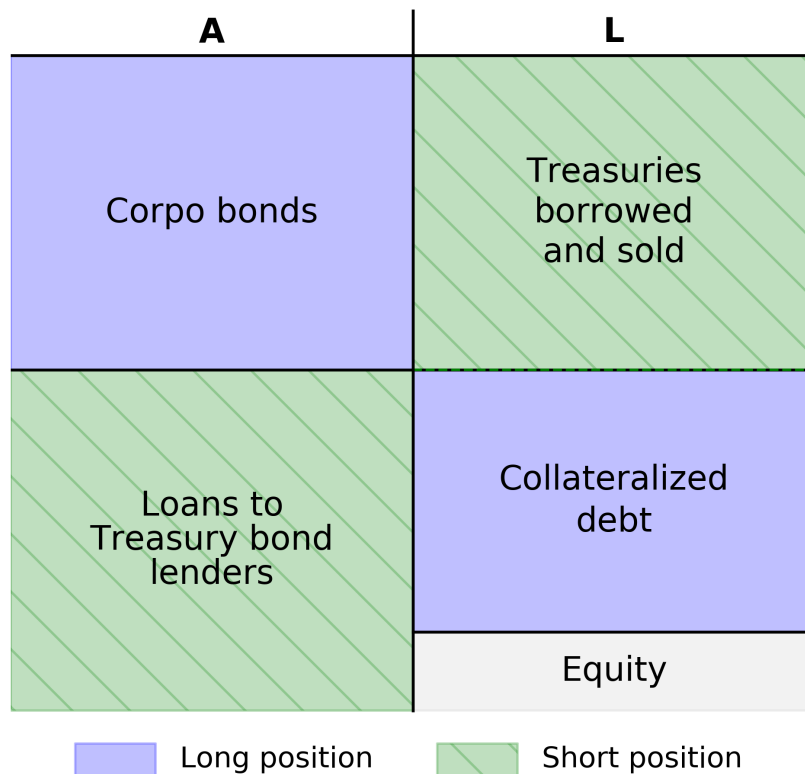 A
L
Corpo bonds
Treasuries
borrowed
and sold
Loans to
Treasury bond
lenders
Collateralized
debt
Equity
Long position
Short position